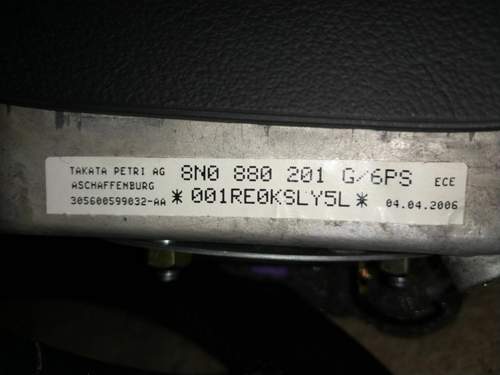 TAKATA PETRI AG 8N0 880 201 G/6PS ECE
ASCHAFFENBURG
305600599032-AA *001RE0KSLY5L* 04.04.2006